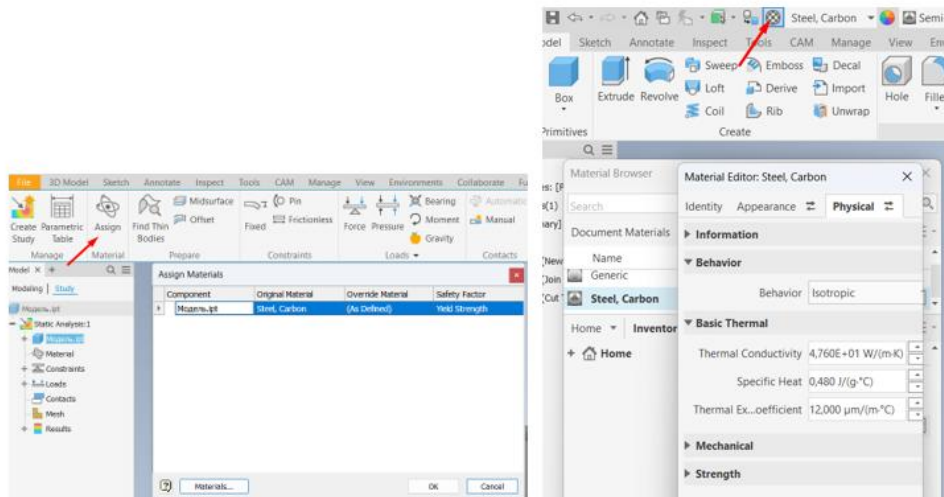 File 3D Model Sketch Annotate Inspect Tools CAM Manage View Environments Collaborate
Create Study
Parametric Table
Assign
Find Thin Bodies
Midsurface
Offset
Fixed
Pin
Frictionless
Force
Pressure
Bearing
Moment
Gravity
Automatic
Manual
Manage Material Prepare Constraints Loads Contacts
Model
Modeling Study
Модель.ipt
Static Analysis:1
Модель.ipt
Material
Constraints
Loads
Contacts
Mesh
Results
Assign Materials
Component Original Material Override Material Safety Factor
Модель.ipt Steel, Carbon (As Defined) Yield Strength
Materials... OK Cancel
Steel, Carbon Semi
odel Sketch Annotate Inspect Tools CAM Manage View En
Box
Extrude
Revolve
Sweep
Emboss
Decal
Loft
Derive
Import
Coil
Rib
Unwrap
Hole
Fille
Primitives Create
Material Browser
Search
Document Materials
Name
Generic
Steel, Carbon
Home Inventor
Home
Material Editor: Steel, Carbon
Identity Appearance Physical
Information
Behavior
Behavior Isotropic
Basic Thermal
Thermal Conductivity 4,760E+01 W/(m·K)
Specific Heat 0,480 J/(g·°C)
Thermal Ex...oefficient 12,000 µm/(m·°C)
Mechanical
Strength